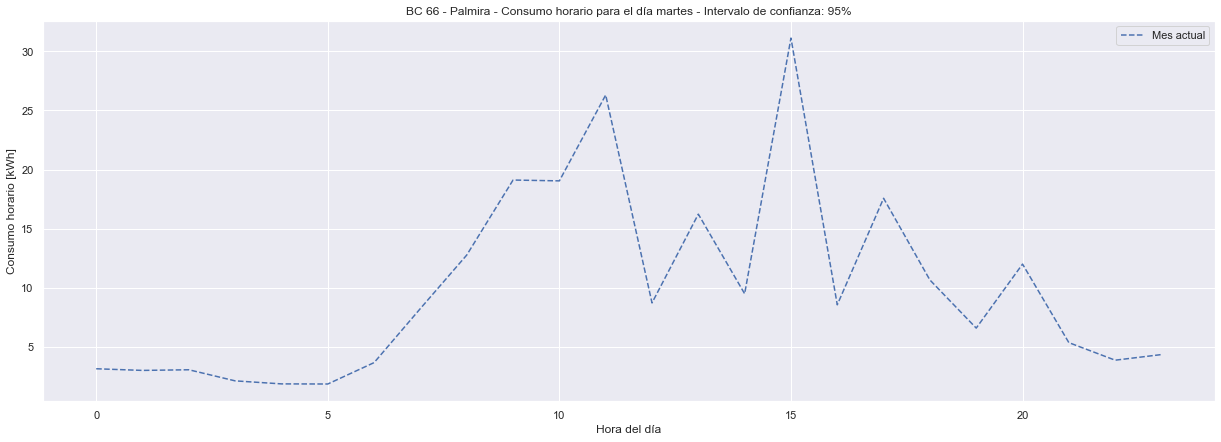 BC 66 - Palmira - Consumo horario para el día martes - Intervalo de confianza: 95%
Mes actual
Consumo horario [kWh]
30
25
20
15
10
5
0 5 10 15 20
Hora del día